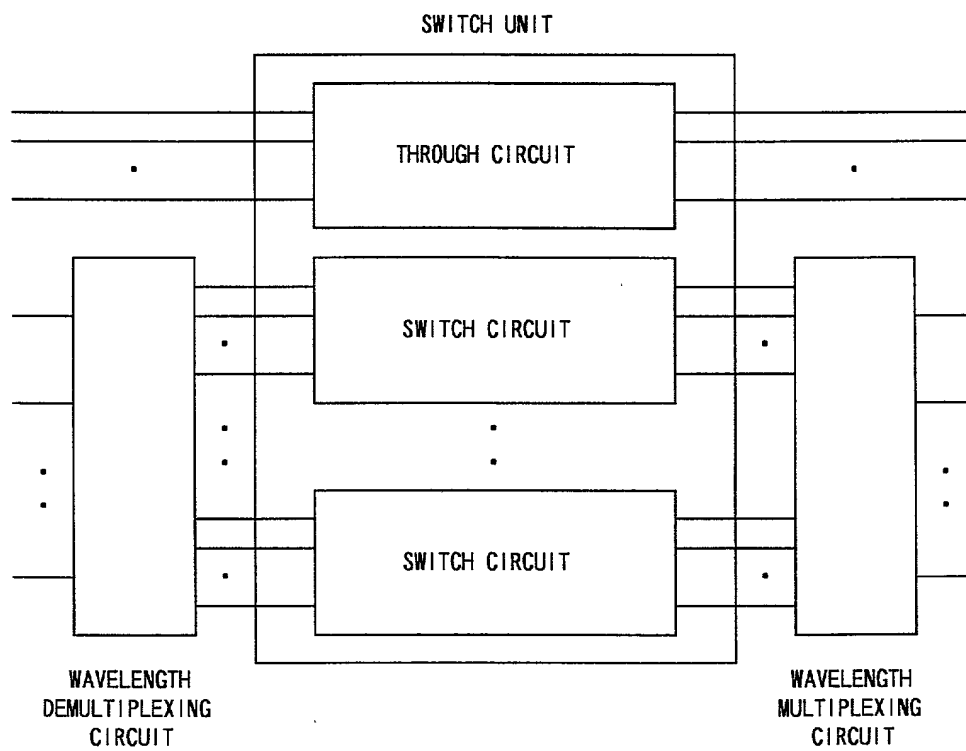 SWITCH UNIT
THROUGH CIRCUIT
SWITCH CIRCUIT
SWITCH CIRCUIT
WAVELENGTH
DEMULTIPLEXING
CIRCUIT
WAVELENGTH
MULTIPLEXING
CIRCUIT